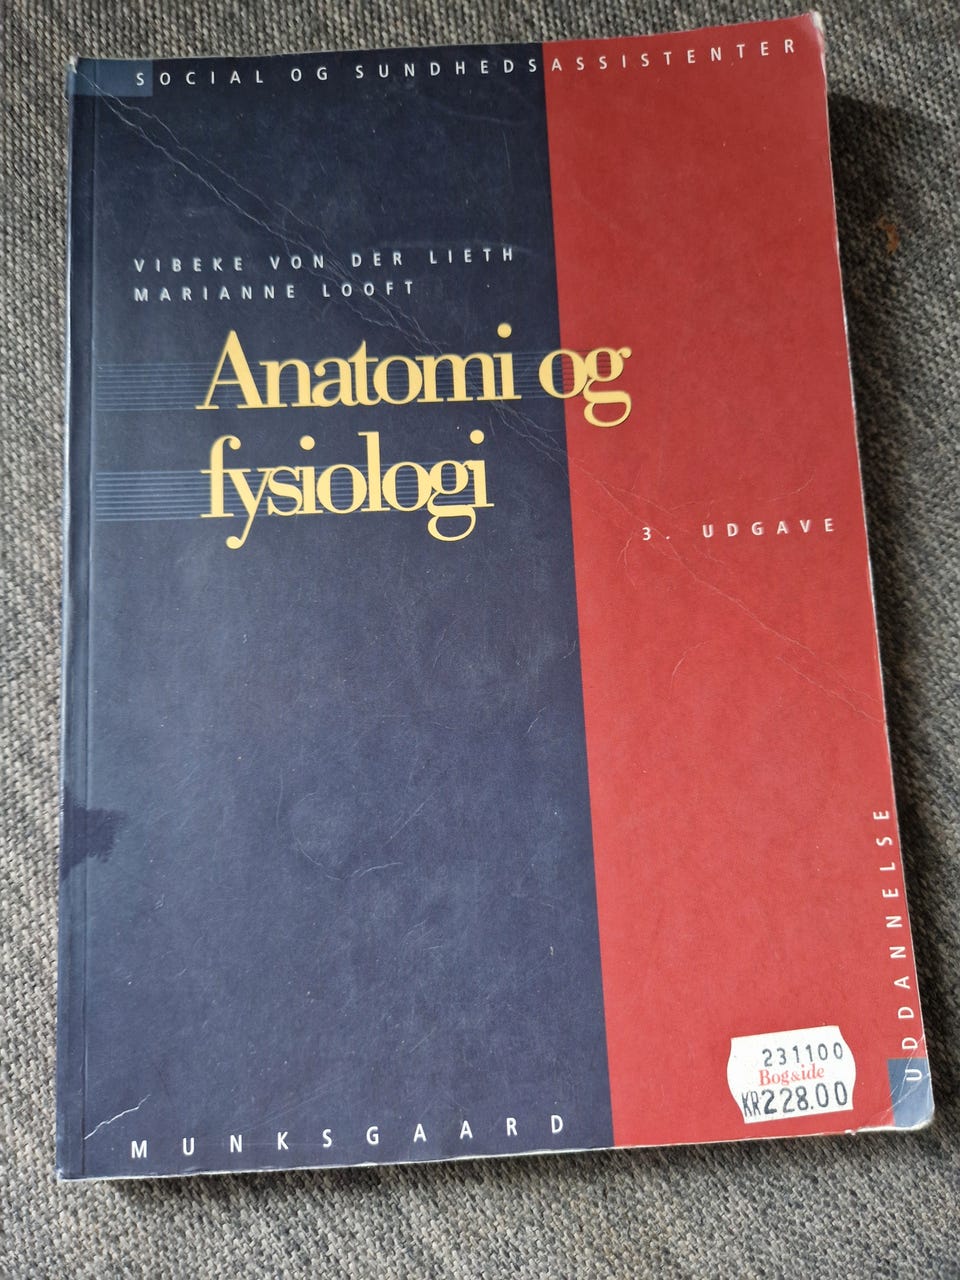 SOCIAL OG SUNDHEDSASSISTENTER
VIBEKE VON DER LIETH
MARIANNE LOOFT
Anatomi og
fysiologi
3. UDGAVE
UDDANNELSE
231100
Bog&ide
KR228.00
MUNKSGAARD